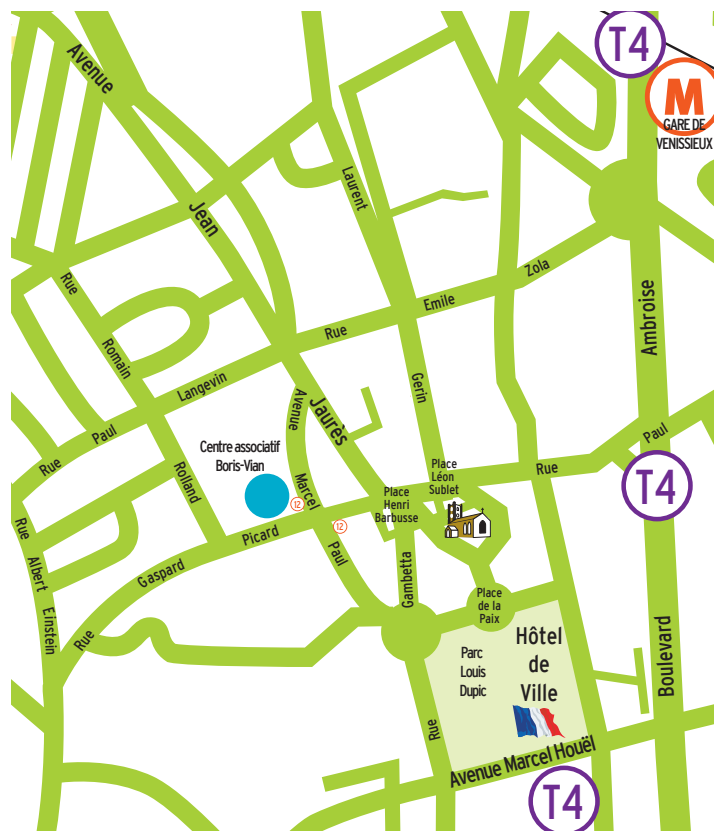 T4
M
GARE DE
VENISSIEUX
Avenue
Jean
Jaurès
Laurent
Gerin
Rue
Emile
Zola
Ambroise
Boulevard
Rue
Romain
Rolland
Rue
Paul
Langevin
Centre associatif
Boris-Vian
Avenue
Marcel
Paul
12
12
Place
Léon
Sublet
Place
Henri
Barbusse
Rue
Paul
T4
Rue
Gaspard
Picard
Rue
Albert
Einstein
Gambetta
Rue
Place
de la
Paix
Parc
Louis
Dupic
Hôtel
de
Ville
Avenue Marcel Houël
T4